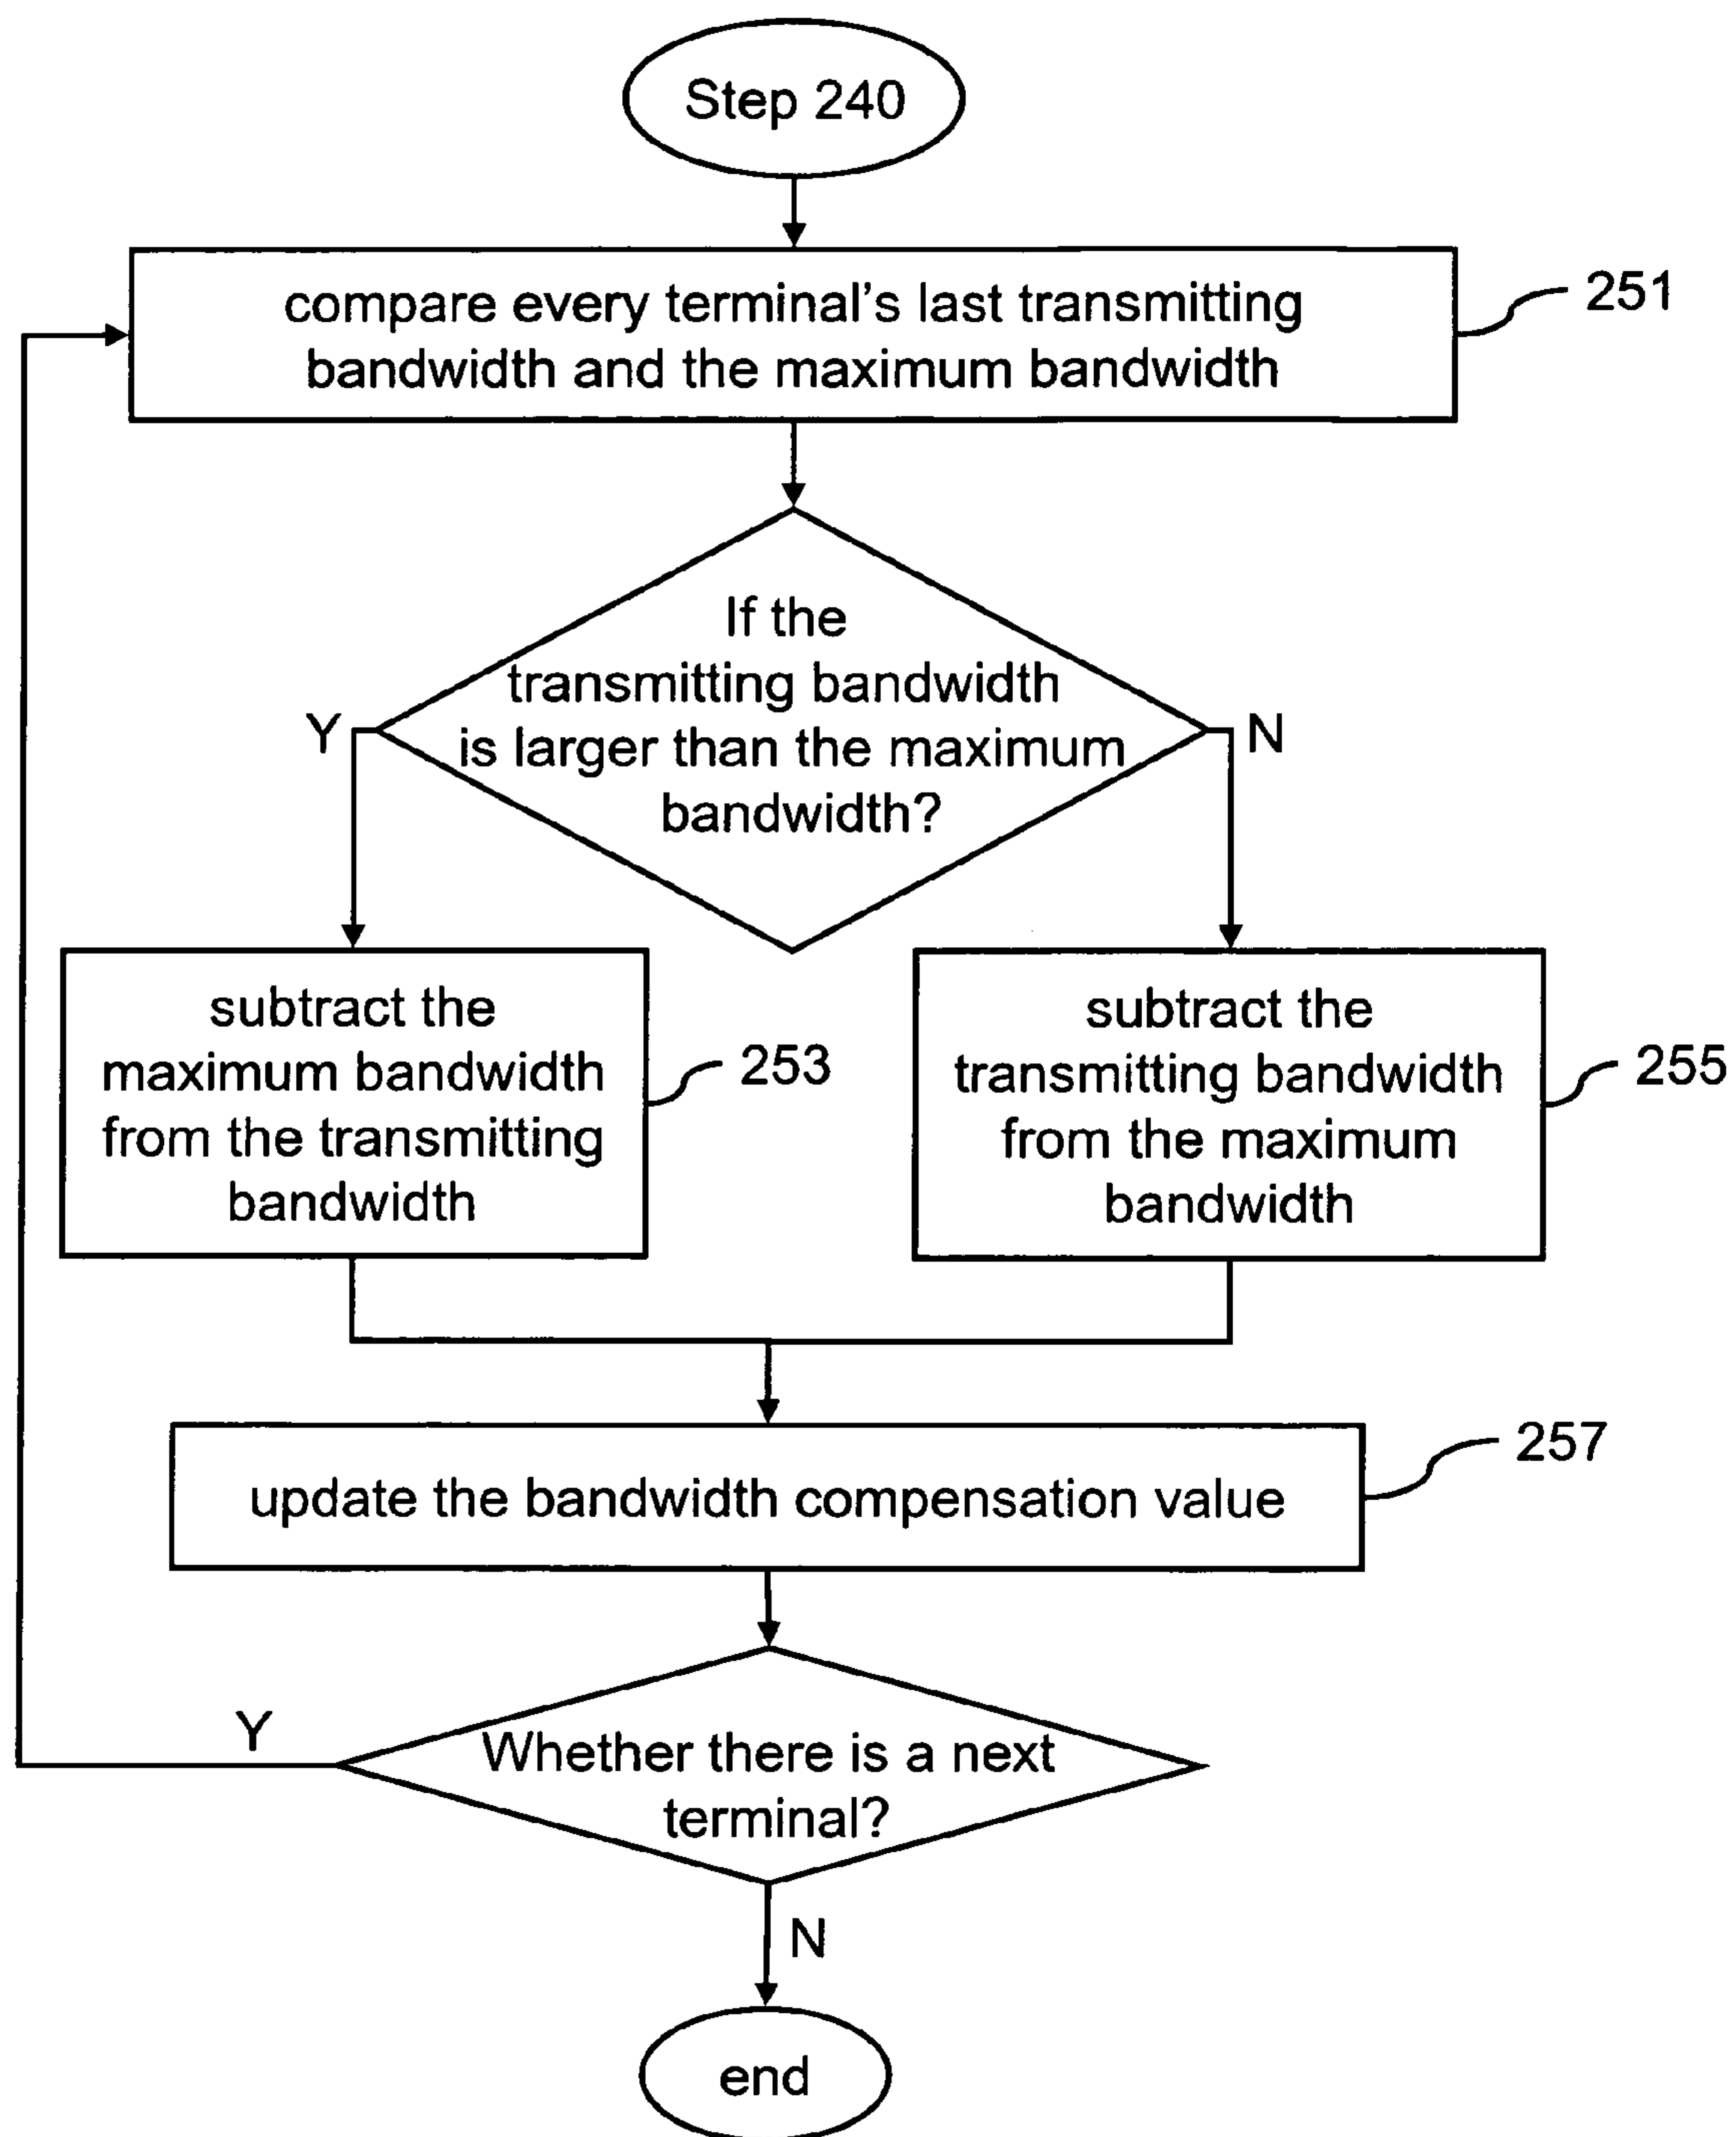 Step 240
compare every terminal's last transmitting
bandwidth and the maximum bandwidth
251
If the
transmitting bandwidth
is larger than the maximum
bandwidth?
Y
N
subtract the
maximum bandwidth
from the transmitting
bandwidth
253
subtract the
transmitting bandwidth
from the maximum
bandwidth
255
update the bandwidth compensation value
257
Whether there is a next
terminal?
Y
N
end